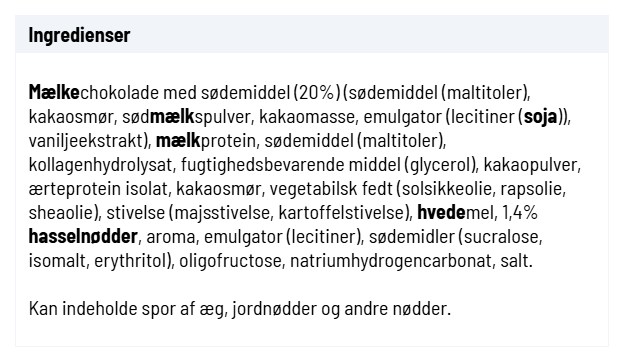 Ingredienser
Mælkechokolade med sødemiddel (20%) (sødemiddel (maltitoler),
kakaosmør, sødmælkspulver, kakaomasse, emulgator (lecitiner (soja)),
vaniljeekstrakt), mælkprotein, sødemiddel (maltitoler),
kollagenhydrolysat, fugtighedsbevarende middel (glycerol), kakaopulver,
ærteprotein isolat, kakaosmør, vegetabilsk fedt (solsikkeolie, rapsolie,
sheaolie), stivelse (majsstivelse, kartoffelstivelse), hvedemel, 1,4%
hasselnødder, aroma, emulgator (lecitiner), sødemidler (sucralose,
isomalt, erythritol), oligofructose, natriumhydrogencarbonat, salt.
Kan indeholde spor af æg, jordnødder og andre nødder.